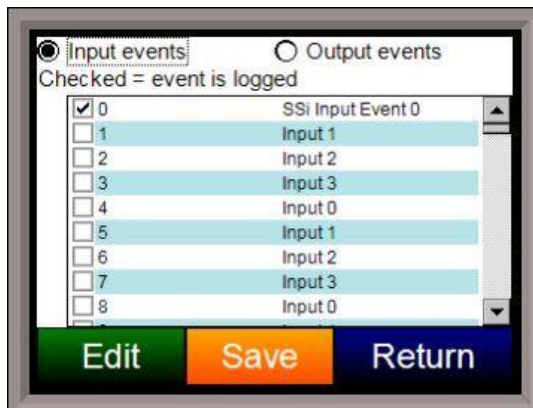 Input events Output events
Checked = event is logged
0 SSi Input Event 0
1 Input 1
2 Input 2
3 Input 3
4 Input 0
5 Input 1
6 Input 2
7 Input 3
8 Input 0
Edit Save Return